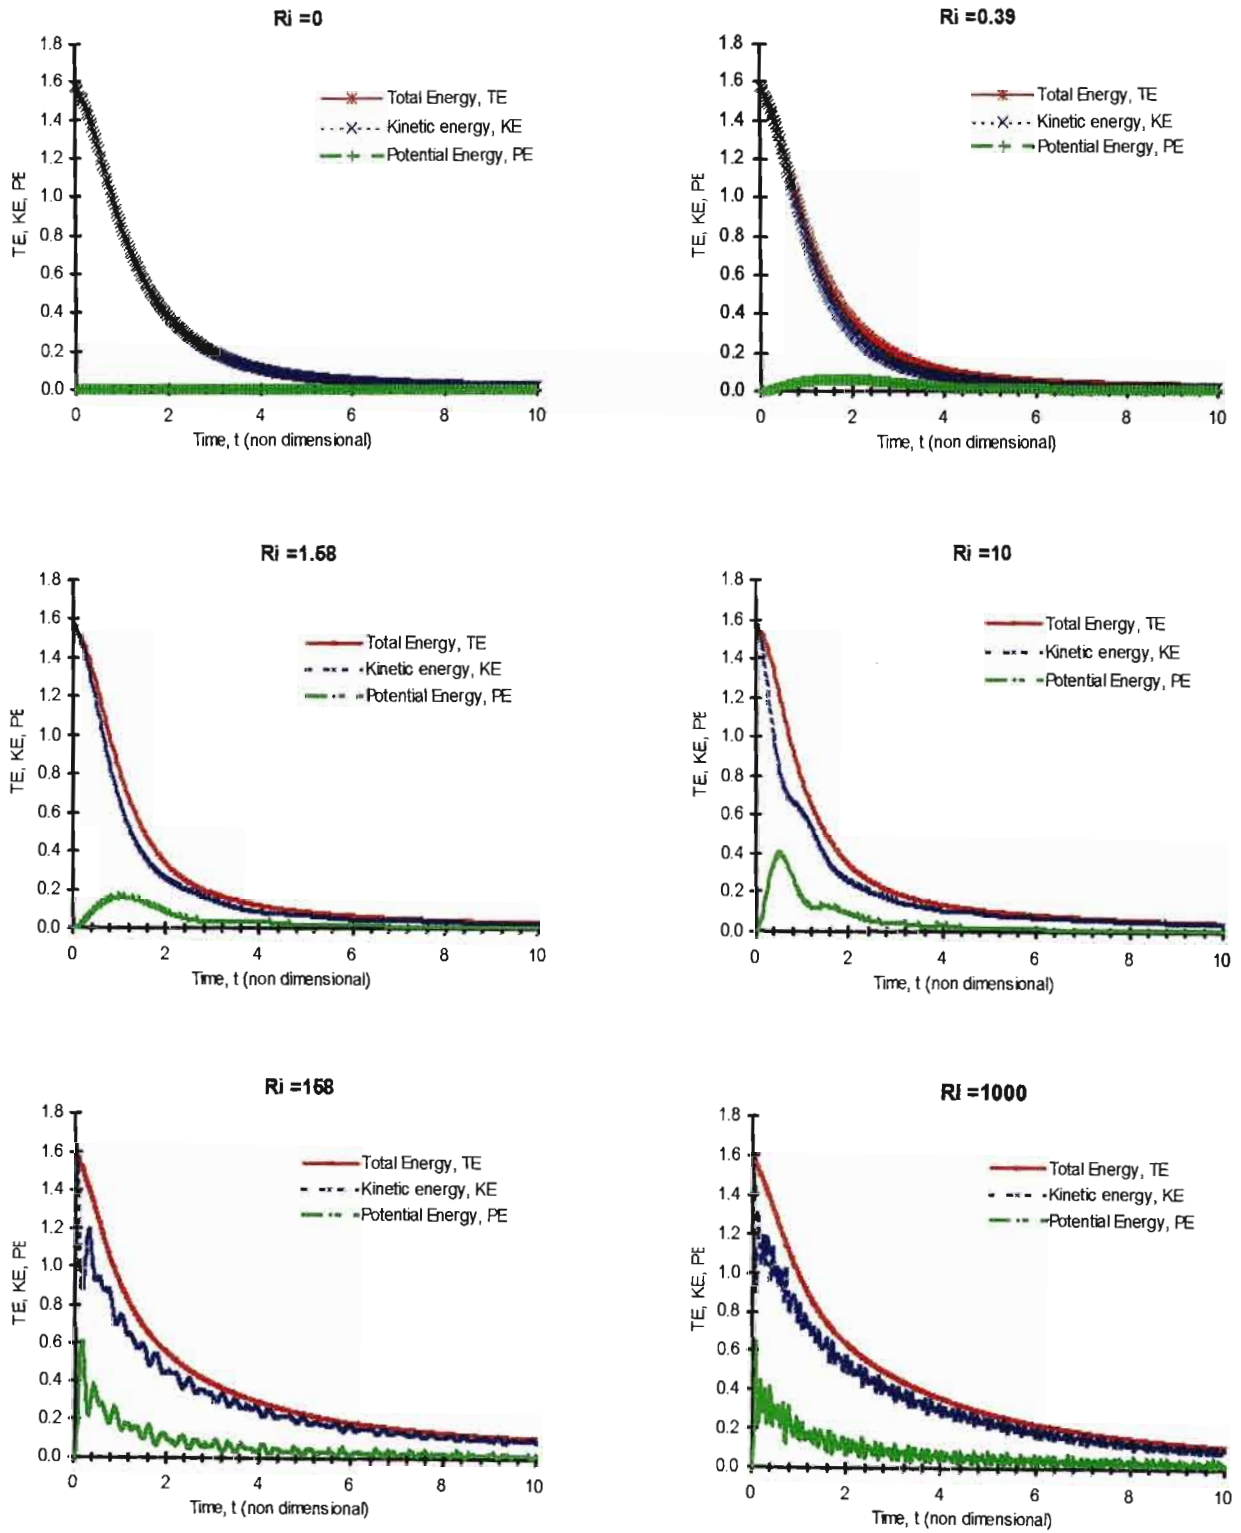 Ri =0
1.8
1.6
1.4
1.2
1.0
0.8
0.6
0.4
0.2
0.0
TE, KE, PE
Total Energy, TE
Kinetic energy, KE
Potential Energy, PE
0 2 4 6 8 10
Time, t (non dimensional)
Ri =0.39
1.8
1.6
1.4
1.2
1.0
0.8
0.6
0.4
0.2
0.0
TE, KE, PE
Total Energy, TE
Kinetic energy, KE
Potential Energy, PE
0 2 4 6 8 10
Time, t (non dimensional)
Ri =1.58
1.8
1.6
1.4
1.2
1.0
0.8
0.6
0.4
0.2
0.0
TE, KE, PE
Total Energy, TE
Kinetic energy, KE
Potential Energy, PE
0 2 4 6 8 10
Time, t (non dimensional)
Ri =10
1.8
1.6
1.4
1.2
1.0
0.8
0.6
0.4
0.2
0.0
TE, KE, PE
Total Energy, TE
Kinetic energy, KE
Potential Energy, PE
0 2 4 6 8 10
Time, t (non dimensional)
Ri =158
1.8
1.6
1.4
1.2
1.0
0.8
0.6
0.4
0.2
0.0
TE, KE, PE
Total Energy, TE
Kinetic energy, KE
Potential Energy, PE
0 2 4 6 8 10
Time, t (non dimensional)
Ri =1000
1.8
1.6
1.4
1.2
1.0
0.8
0.6
0.4
0.2
0.0
TE, KE, PE
Total Energy, TE
Kinetic energy, KE
Potential Energy, PE
0 2 4 6 8 10
Time, t (non dimensional)